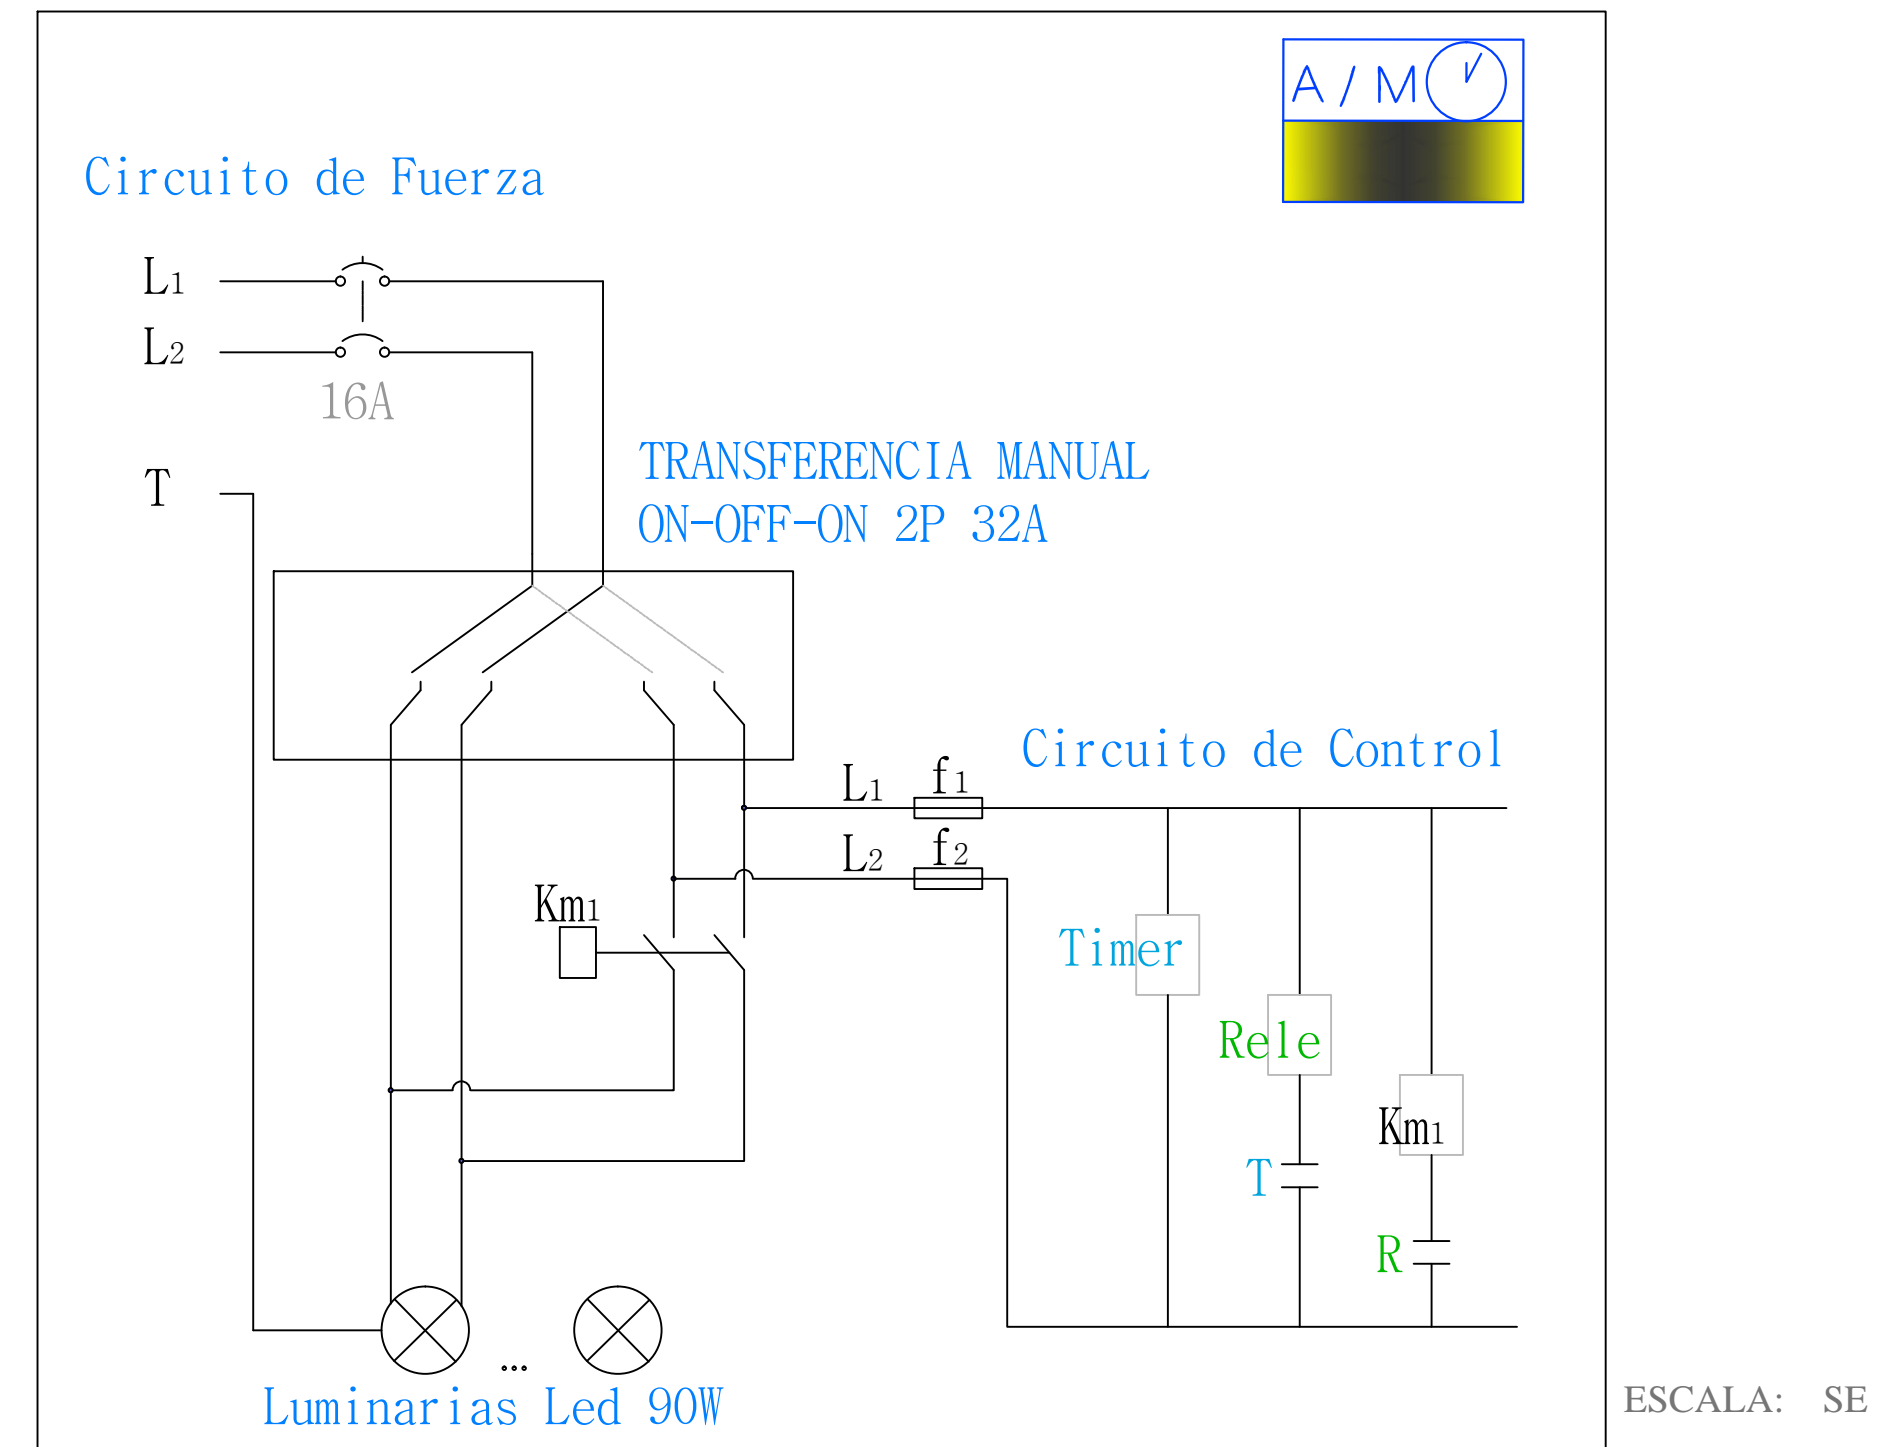 A/M
Circuito de Fuerza
L1
L2
16A
T
TRANSFERENCIA MANUAL
ON-OFF-ON 2P 32A
Circuito de Control
L1 f1
L2 f2
Km1
Timer
Rele
Km1
T
R
Luminarias Led 90W
ESCALA: SE